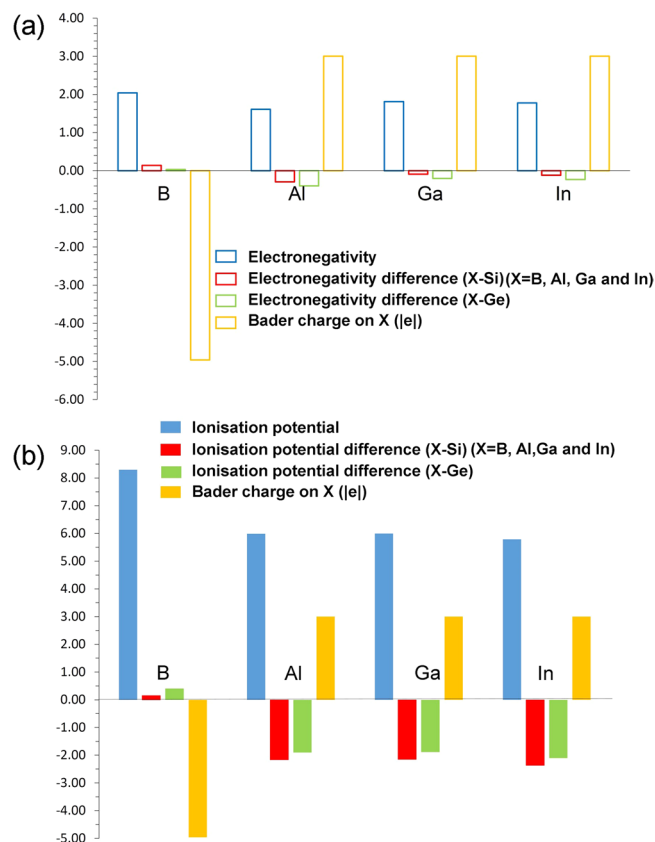 (a)
4.00
3.00
2.00
1.00
0.00
-1.00
-2.00
-3.00
-4.00
-5.00
-6.00
B Al Ga In
Electronegativity
Electronegativity difference (X-Si)(X=B, Al, Ga and In)
Electronegativity difference (X-Ge)
Bader charge on X (|e|)
(b)
Ionisation potential
Ionisation potential difference (X-Si) (X=B, Al,Ga and In)
Ionisation potential difference (X-Ge)
Bader charge on X (|e|)
9.00
8.00
7.00
6.00
5.00
4.00
3.00
2.00
1.00
0.00
-1.00
-2.00
-3.00
-4.00
-5.00
B Al Ga In